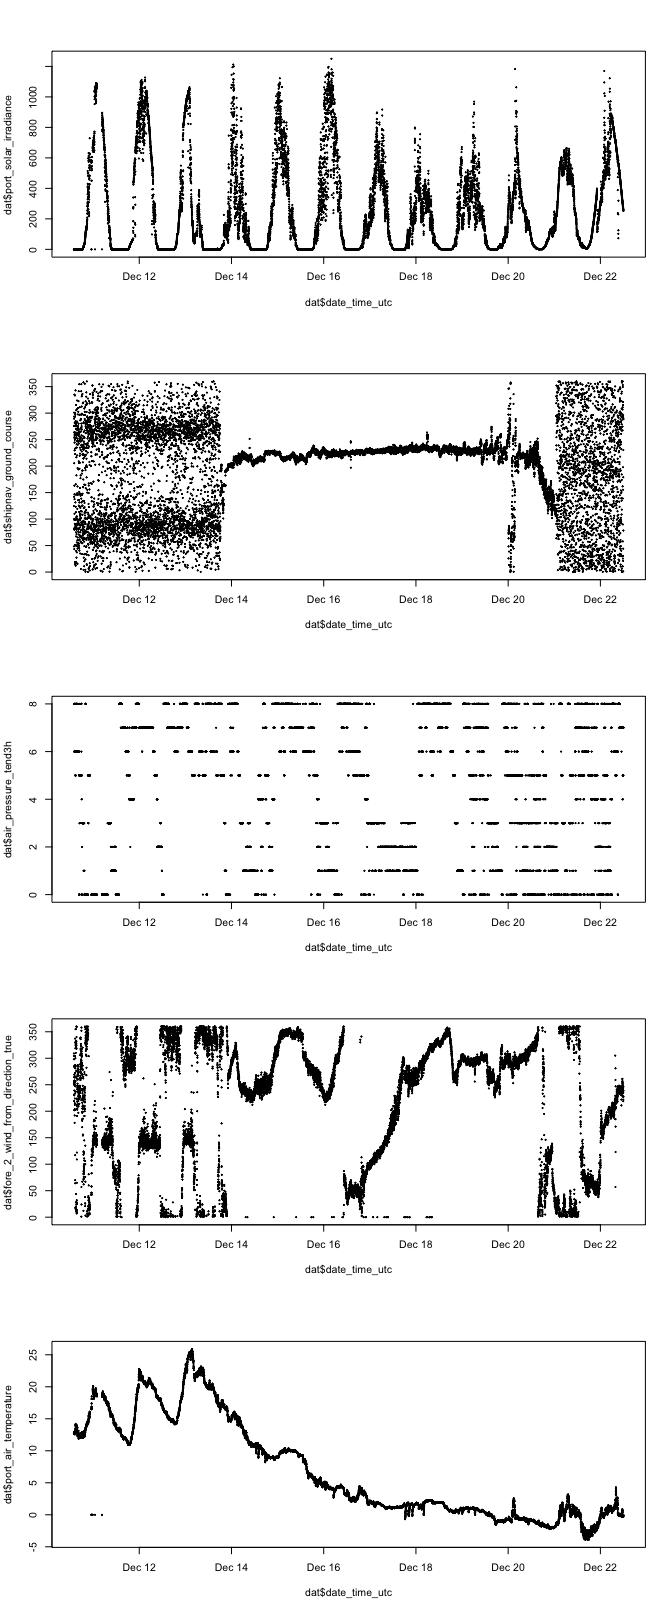 dat$port_solar_irradiance
0 200 400 600 800 1000
Dec 12 Dec 14 Dec 16 Dec 18 Dec 20 Dec 22
dat$date_time_utc
dat$shipnav_ground_course
0 50 100 150 200 250 300 350
Dec 12 Dec 14 Dec 16 Dec 18 Dec 20 Dec 22
dat$date_time_utc
dat$air_pressure_tend3h
0 2 4 6 8
Dec 12 Dec 14 Dec 16 Dec 18 Dec 20 Dec 22
dat$date_time_utc
dat$fore_2_wind_from_direction_true
0 50 100 150 200 250 300 350
Dec 12 Dec 14 Dec 16 Dec 18 Dec 20 Dec 22
dat$date_time_utc
dat$port_air_temperature
-5 0 5 10 15 20 25
Dec 12 Dec 14 Dec 16 Dec 18 Dec 20 Dec 22
dat$date_time_utc